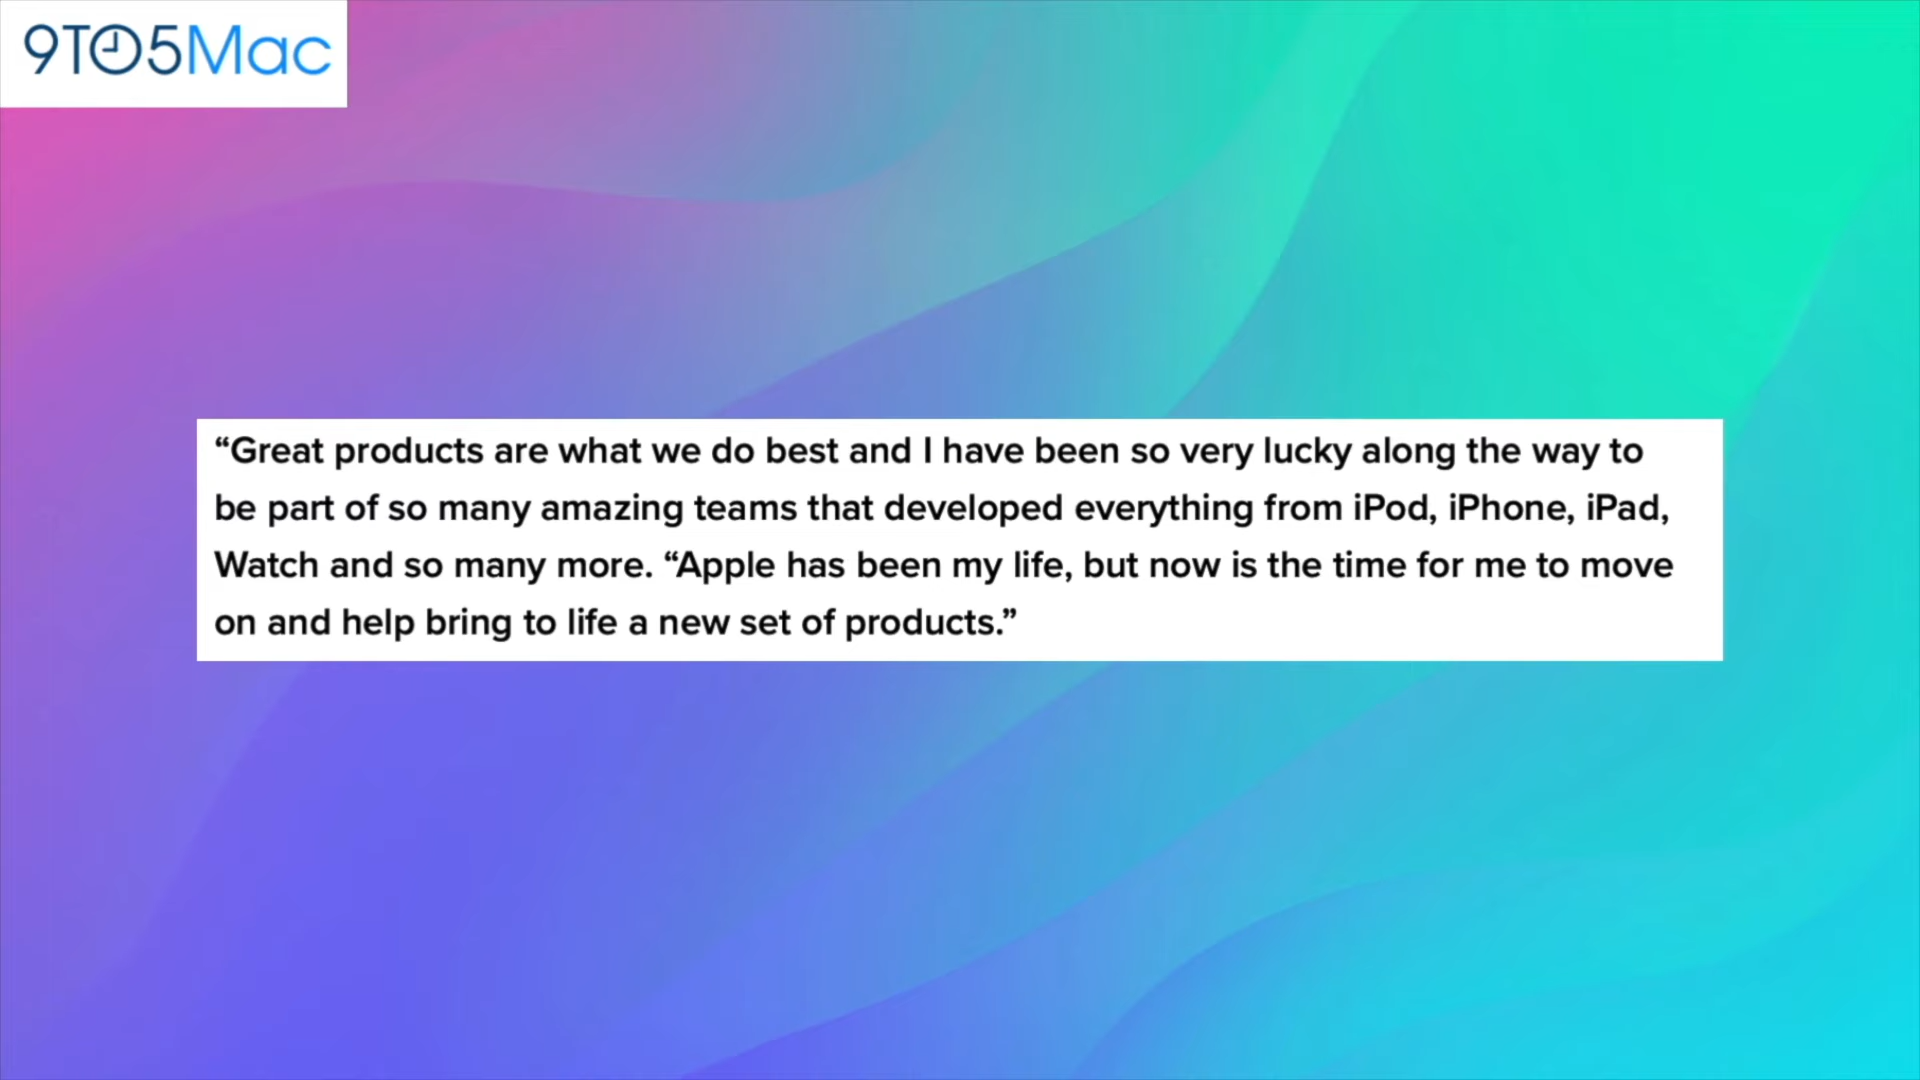 9TO5Mac
“Great products are what we do best and I have been so very lucky along the way to
be part of so many amazing teams that developed everything from iPod, iPhone, iPad,
Watch and so many more. “Apple has been my life, but now is the time for me to move
on and help bring to life a new set of products.”